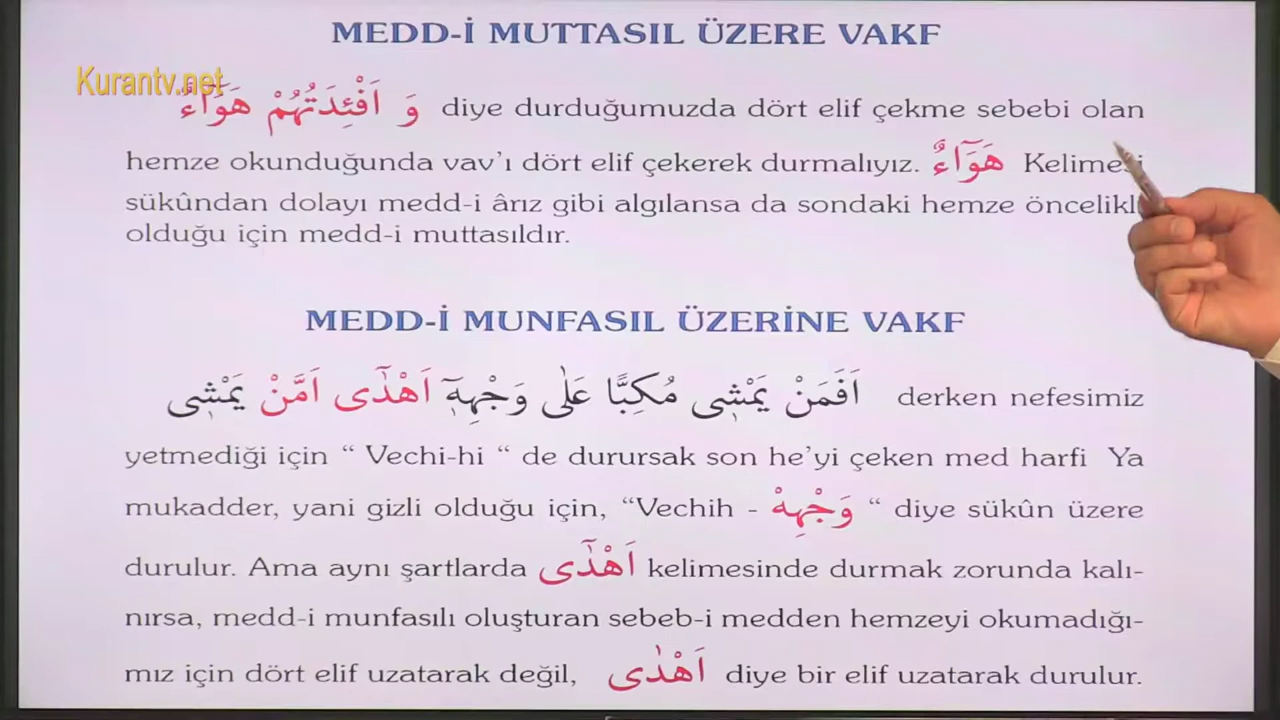 MEDD-İ MUTTASIL ÜZERE VAKF
Kurantv.net
وَ اَفْئِدَتُهُمْ هَوَٓاءٌ diye durduğumuzda dört elif çekme sebebi olan
hemze okunduğunda vav’ı dört elif çekerek durmalıyız. هَوَٓاءٌ Kelimesi
sükûndan dolayı medd-i ârız gibi algılansa da sondaki hemze öncelikli
olduğu için medd-i muttasıldır.
MEDD-İ MUNFASIL ÜZERİNE VAKF
اَفَمَنْ يَمْشٖى مُكِبًّا عَلٰى وَجْهِهٖٓ اَهْدٰٓى اَمَّنْ يَمْشٖى derken nefesimiz
yetmediği için “ Vechi-hi “ de durursak son he’yi çeken med harfi Ya
mukadder, yani gizli olduğu için, “Vechih - وَجْهِهْ “ diye sükûn üzere
durulur. Ama aynı şartlarda اَهْدٰٓى kelimesinde durmak zorunda kalı-
nırsa, medd-i munfasılı oluşturan sebeb-i medden hemzeyi okumadığı-
mız için dört elif uzatarak değil, اَهْدٰى diye bir elif uzatarak durulur.